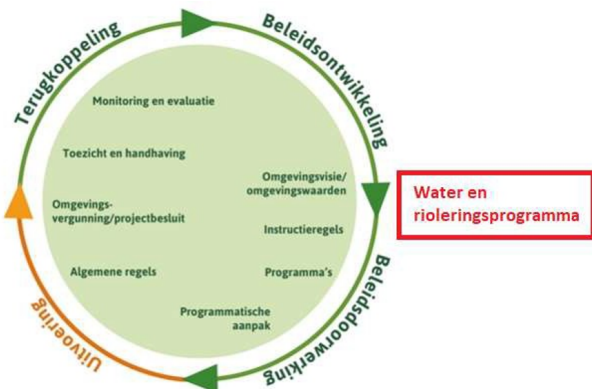 Terugkoppeling
Beleidsontwikkeling
Monitoring en evaluatie
Toezicht en handhaving
Omgevingsvisie/
omgevingswaarden
Omgevings-
vergunning/projectbesluit
Instructieregels
Algemene regels
Programma's
Programmatische
aanpak
Uitvoering
Beleidsdoorwerking
Water en
rioleringsprogramma